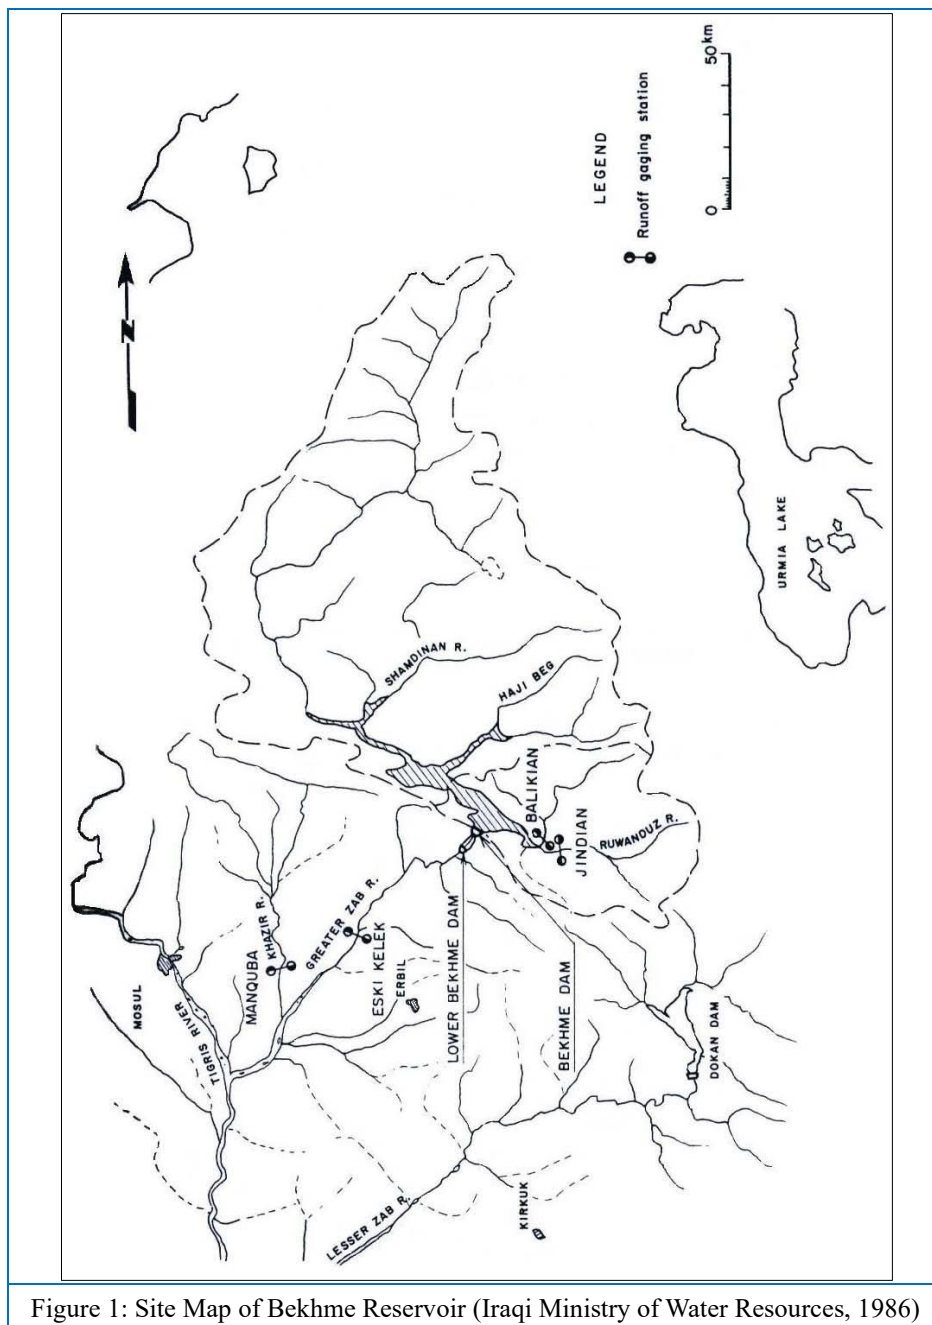 50 km
0
LEGEND
Runoff gaging station
N
URMIA LAKE
SHAMDINAN R.
HAJI BEG
BALIKIAN
JINDIAN
RUWANDUZ R.
KHAZIR R.
MANQUBA
GREATER ZAB R.
ESKI KELEK
ERBIL
LOWER BEKHME DAM
BEKHME DAM
MOSUL
TIGRIS RIVER
DOKAN DAM
LESSER ZAB R.
KIRKUK
Figure 1: Site Map of Bekhme Reservoir (Iraqi Ministry of Water Resources, 1986)